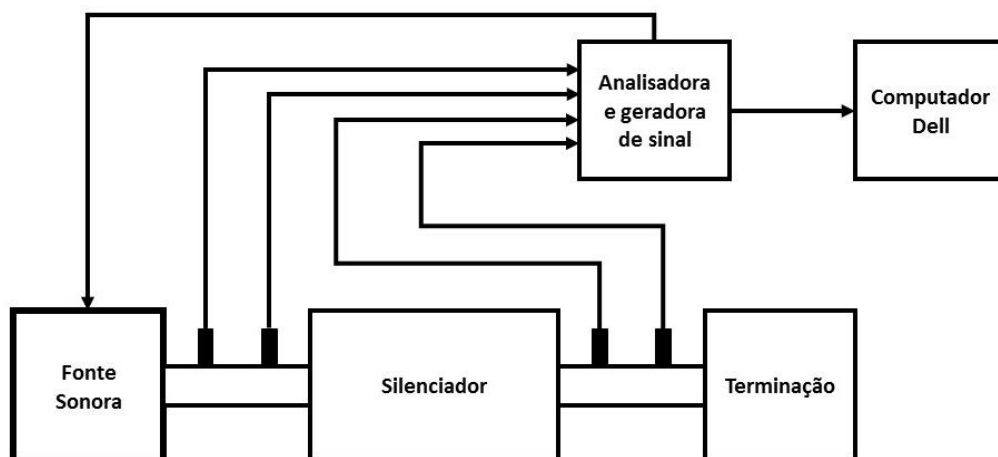 Analisadora
e geradora
de sinal
Computador
Dell
Fonte
Sonora
Silenciador
Terminação